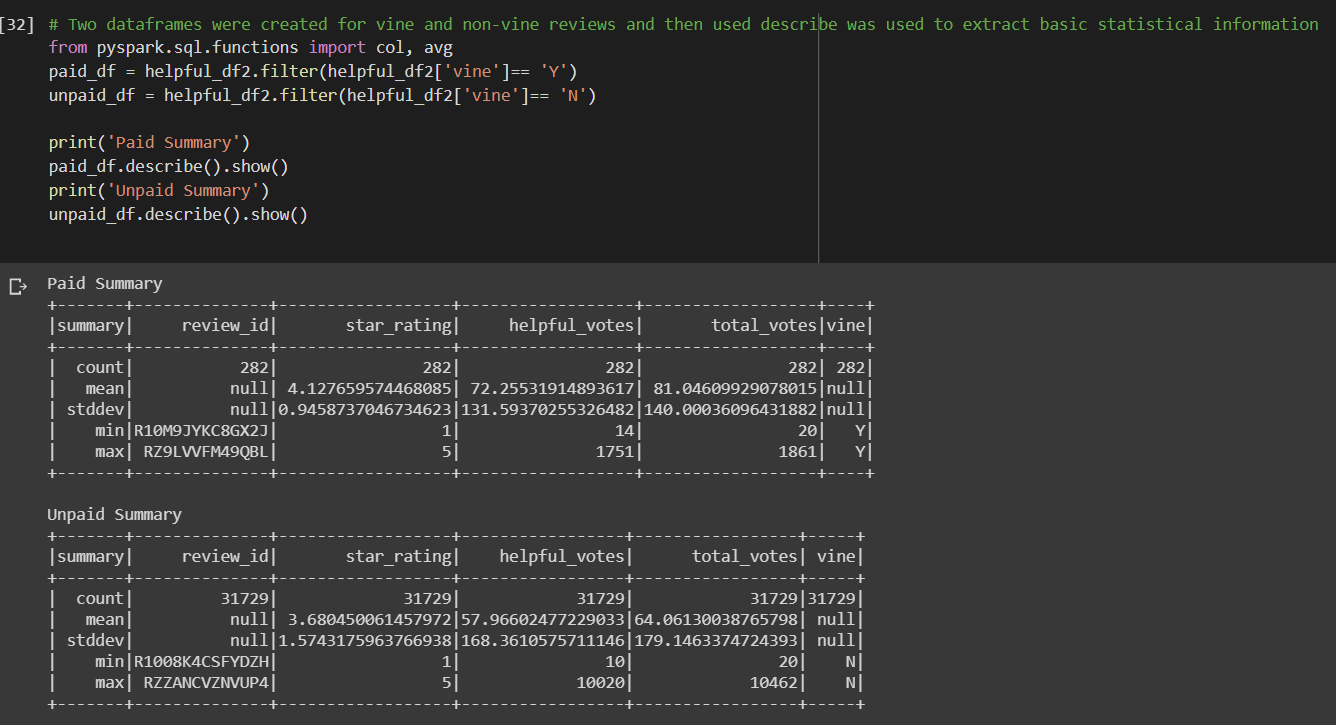 [32] # Two dataframes were created for vine and non-vine reviews and then used describe was used to extract basic statistical information
from pyspark.sql.functions import col, avg
paid_df = helpful_df2.filter(helpful_df2['vine']== 'Y')
unpaid_df = helpful_df2.filter(helpful_df2['vine']== 'N')
print('Paid Summary')
paid_df.describe().show()
print('Unpaid Summary')
unpaid_df.describe().show()
Paid Summary
+-------+--------------+------------------+------------------+------------------+----+
|summary|     review_id|       star_rating|     helpful_votes|       total_votes|vine|
+-------+--------------+------------------+------------------+------------------+----+
|  count|           282|               282|               282|               282| 282|
|   mean|          null| 4.127659574468085| 72.25531914893617| 81.04609929078015|null|
| stddev|          null|0.9458737046734623|131.59370255326482|140.00036096431882|null|
|    min|R10M9JYKC8GX2J|                 1|                14|                20|   Y|
|    max| RZ9LVVFM49QBL|                 5|              1751|              1861|   Y|
+-------+--------------+------------------+------------------+------------------+----+
Unpaid Summary
+-------+--------------+------------------+-----------------+-----------------+-----+
|summary|     review_id|       star_rating|    helpful_votes|      total_votes| vine|
+-------+--------------+------------------+-----------------+-----------------+-----+
|  count|         31729|             31729|            31729|            31729|31729|
|   mean|          null| 3.680450061457972|57.96602477229033|64.06130038765798| null|
| stddev|          null|1.5743175963766938|168.3610575711146|179.1463374724393| null|
|    min|R1008K4CSFYDZH|                 1|               10|               20|    N|
|    max| RZZANCVZNVUP4|                 5|            10020|            10462|    N|
+-------+--------------+------------------+-----------------+-----------------+-----+